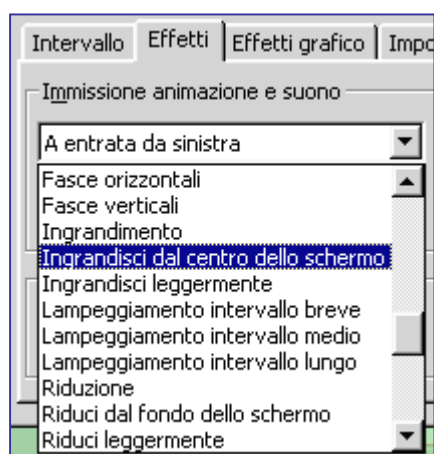 Intervallo Effetti Effetti grafico Impo
Immissione animazione e suono
A entrata da sinistra
Fasce orizzontali
Fasce verticali
Ingrandimento
Ingrandisci dal centro dello schermo
Ingrandisci leggermente
Lampeggiamento intervallo breve
Lampeggiamento intervallo medio
Lampeggiamento intervallo lungo
Riduzione
Riduci dal fondo dello schermo
Riduci leggermente